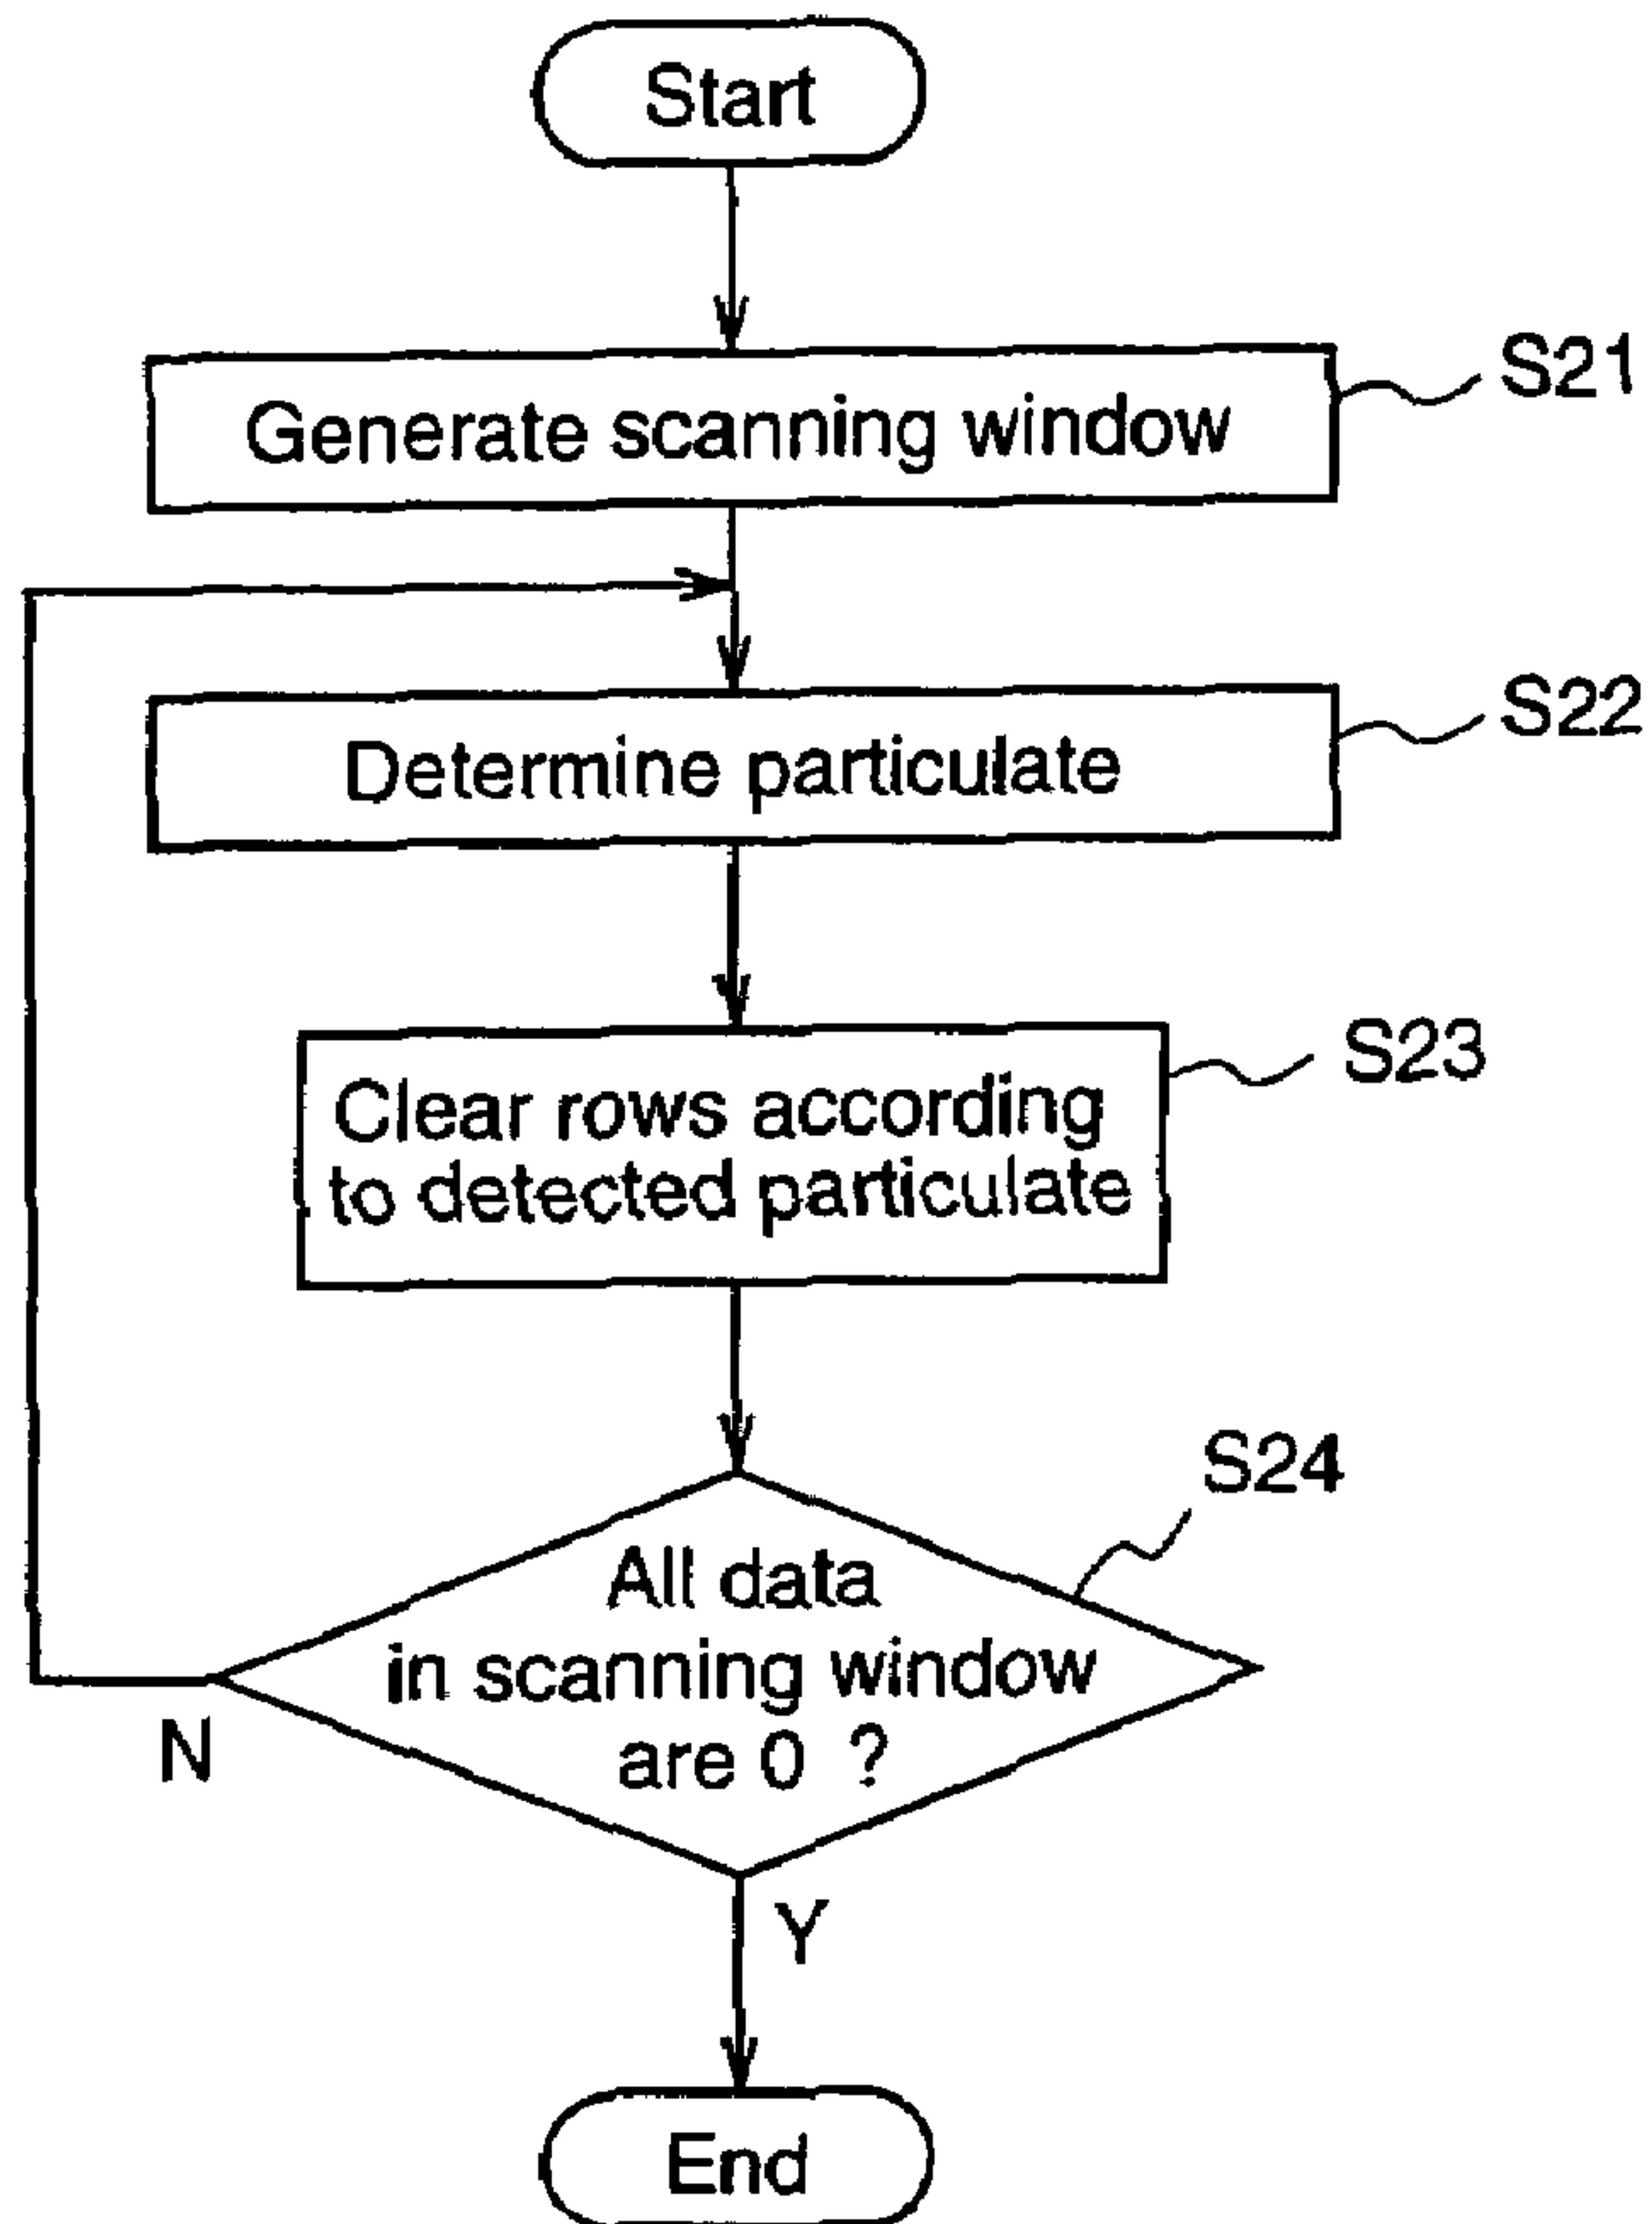 Start
S21
Generate scanning window
S22
Determine particulate
S23
Clear rows according
to detected particulate
S24
All data
in scanning window
are 0 ?
N
Y
End